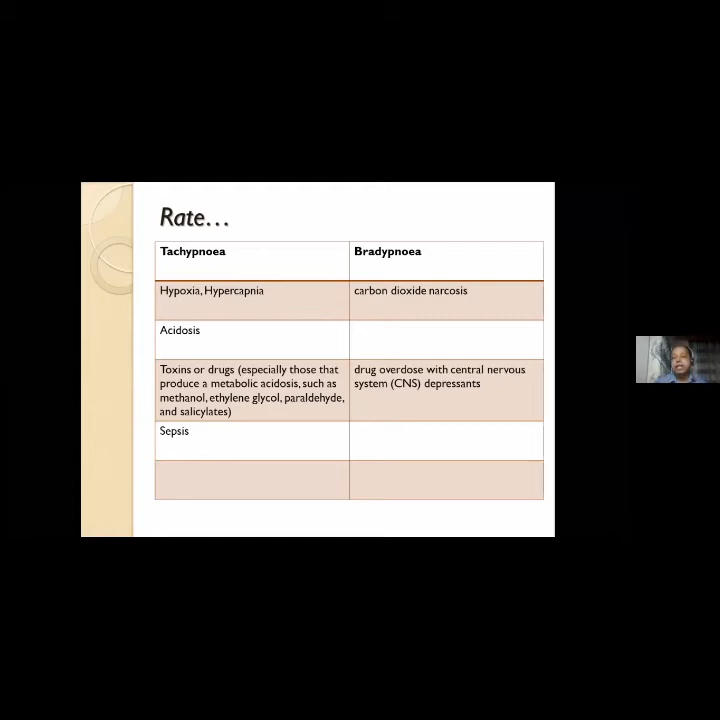 Rate...
Tachypnoea
Bradypnoea
Hypoxia, Hypercapnia
carbon dioxide narcosis
Acidosis
Toxins or drugs (especially those that
produce a metabolic acidosis, such as
methanol, ethylene glycol, paraldehyde,
and salicylates)
drug overdose with central nervous
system (CNS) depressants
Sepsis